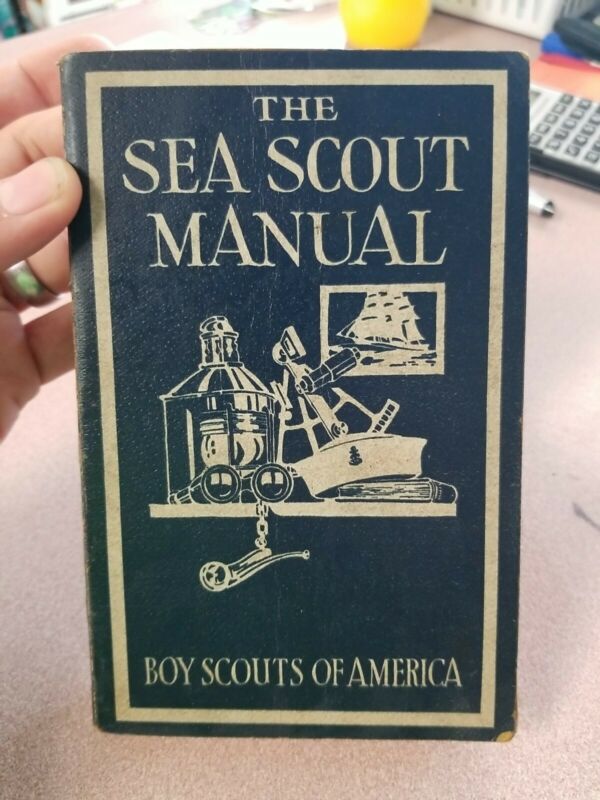 THE
SEA SCOUT
MANUAL
BOY SCOUTS OF AMERICA